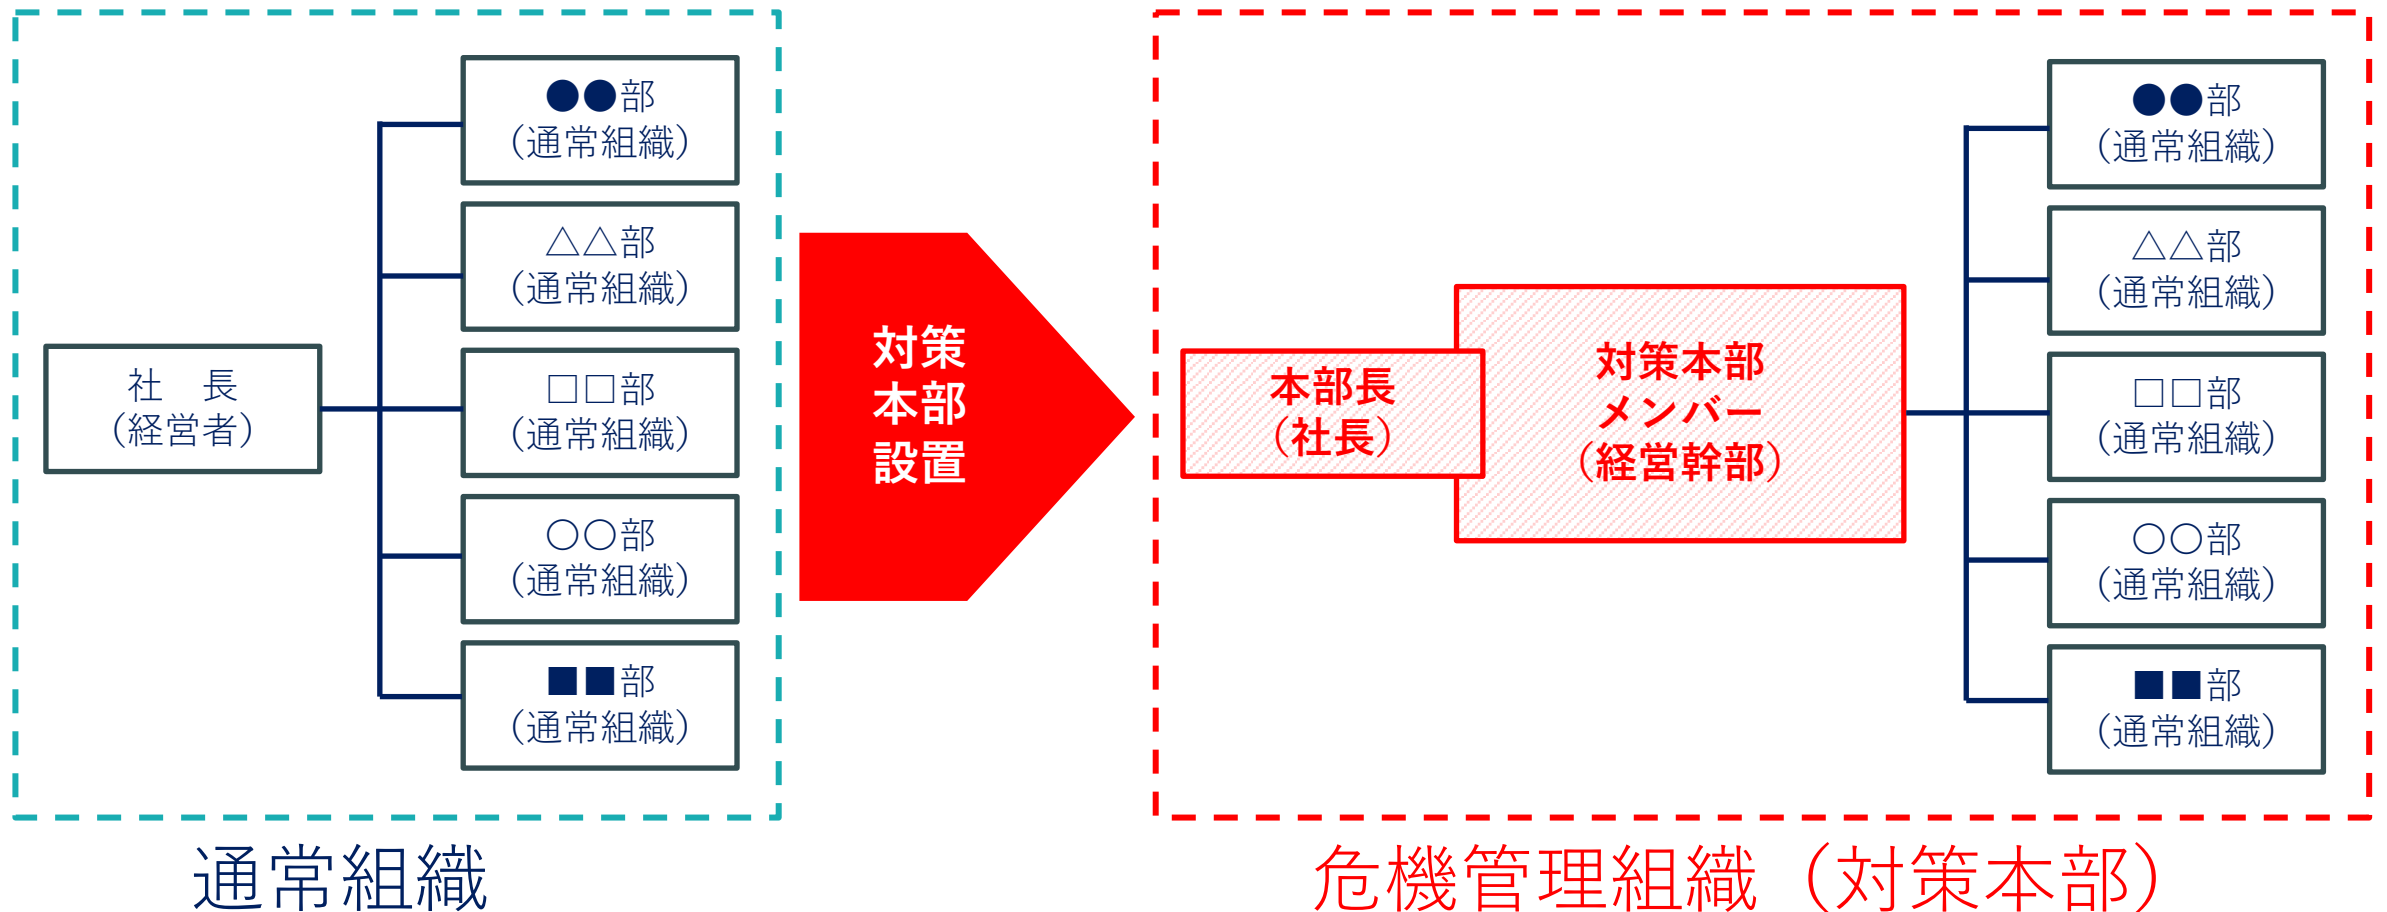 社　長
（経営者）
●●部
（通常組織）
△△部
（通常組織）
□□部
（通常組織）
○○部
（通常組織）
■■部
（通常組織）
通常組織
対策
本部
設置
本部長
（社長）
対策本部
メンバー
（経営幹部）
●●部
（通常組織）
△△部
（通常組織）
□□部
（通常組織）
○○部
（通常組織）
■■部
（通常組織）
危機管理組織（対策本部）